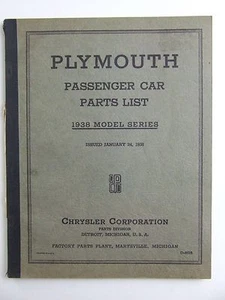 PLYMOUTH
PASSENGER CAR
PARTS LIST
1938 MODEL SERIES
ISSUED JANUARY
CHRYSLER CORPORATION
PARTS DIVISION
DETROIT, MICHIGAN, U. S. A.
FACTORY PARTS PLANT, MARYSVILLE, MICHIGAN